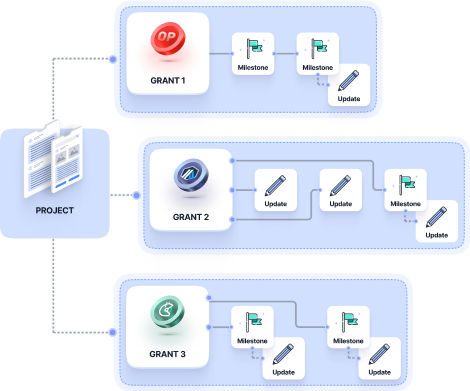 OP
GRANT 1
Milestone
Milestone
Update
PROJECT
GRANT 2
Update
Update
Milestone
Update
GRANT 3
Milestone
Update
Milestone
Update